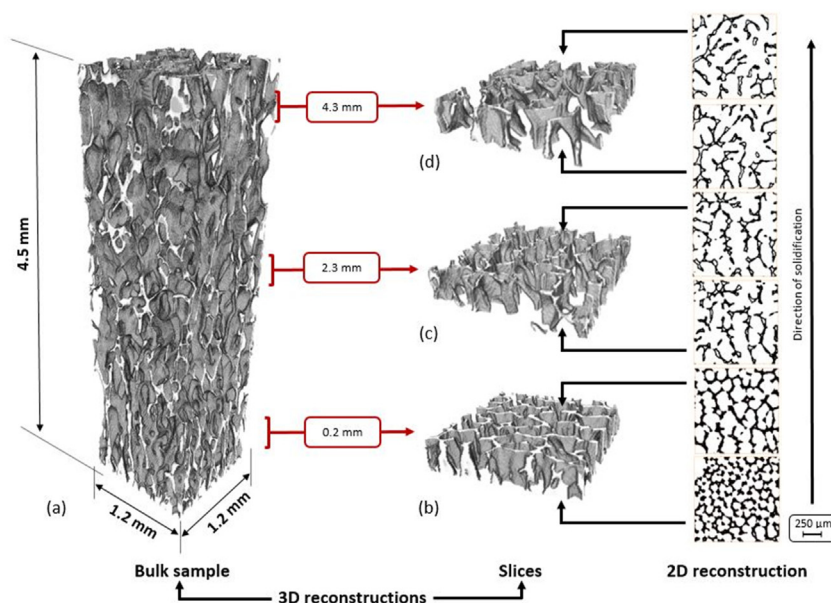 4.5 mm
4.3 mm
(d)
2.3 mm
(c)
0.2 mm
(a)
(b)
1.2 mm
1.2 mm
Direction of solidification
250 µm
Bulk sample
Slices
2D reconstruction
3D reconstructions